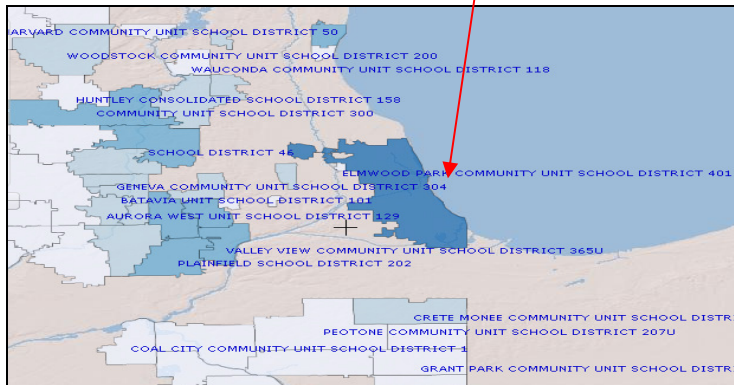 ARVARD COMMUNITY UNIT SCHOOL DISTRICT 50
WOODSTOCK COMMUNITY UNIT SCHOOL DISTRICT 200
WAUCONDA COMMUNITY UNIT SCHOOL DISTRICT 118
HUNTLEY CONSOLIDATED SCHOOL DISTRICT 158
COMMUNITY UNIT SCHOOL DISTRICT 300
SCHOOL DISTRICT 46
ELMWOOD PARK COMMUNITY UNIT SCHOOL DISTRICT 401
GENEVA COMMUNITY UNIT SCHOOL DISTRICT 304
BATAVIA UNIT SCHOOL DISTRICT 101
AURORA WEST UNIT SCHOOL DISTRICT 129
VALLEY VIEW COMMUNITY UNIT SCHOOL DISTRICT 365U
PLAINFIELD SCHOOL DISTRICT 202
CRETE MONEE COMMUNITY UNIT SCHOOL DISTR
PEOTONE COMMUNITY UNIT SCHOOL DISTRICT 207U
COAL CITY COMMUNITY UNIT SCHOOL DISTRICT 1
GRANT PARK COMMUNITY UNIT SCHOOL DISTR